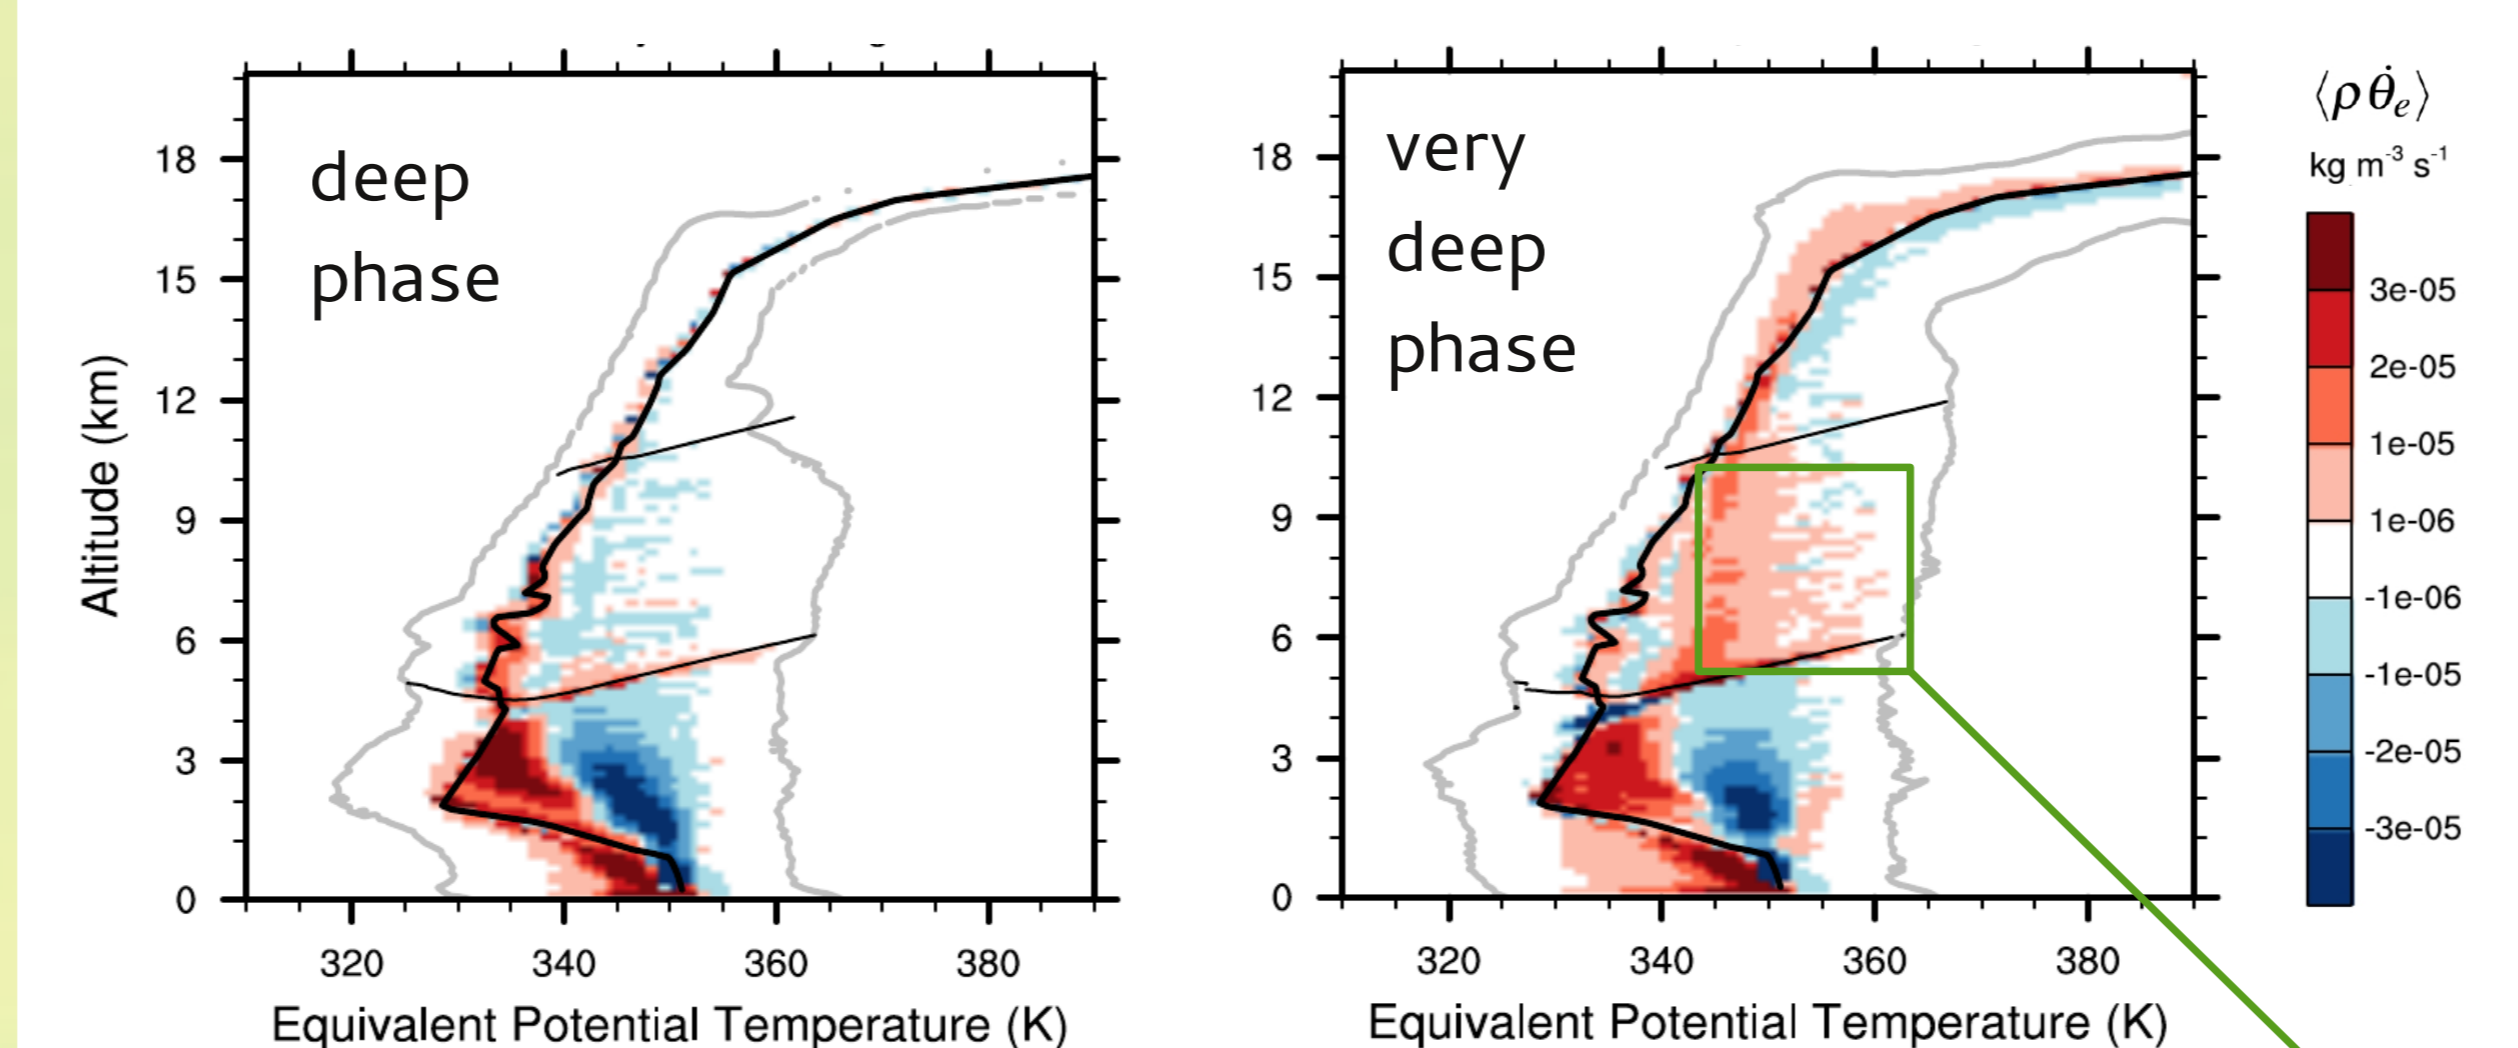 deep
phase
18
15
12
9
6
3
0
Altitude (km)
320 340 360 380
Equivalent Potential Temperature (K)
very
deep
phase
18
15
12
9
6
3
0
320 340 360 380
Equivalent Potential Temperature (K)
⟨ρ θ̇ₑ⟩
kg m⁻³ s⁻¹
3e-05
2e-05
1e-05
1e-06
-1e-06
-1e-05
-2e-05
-3e-05